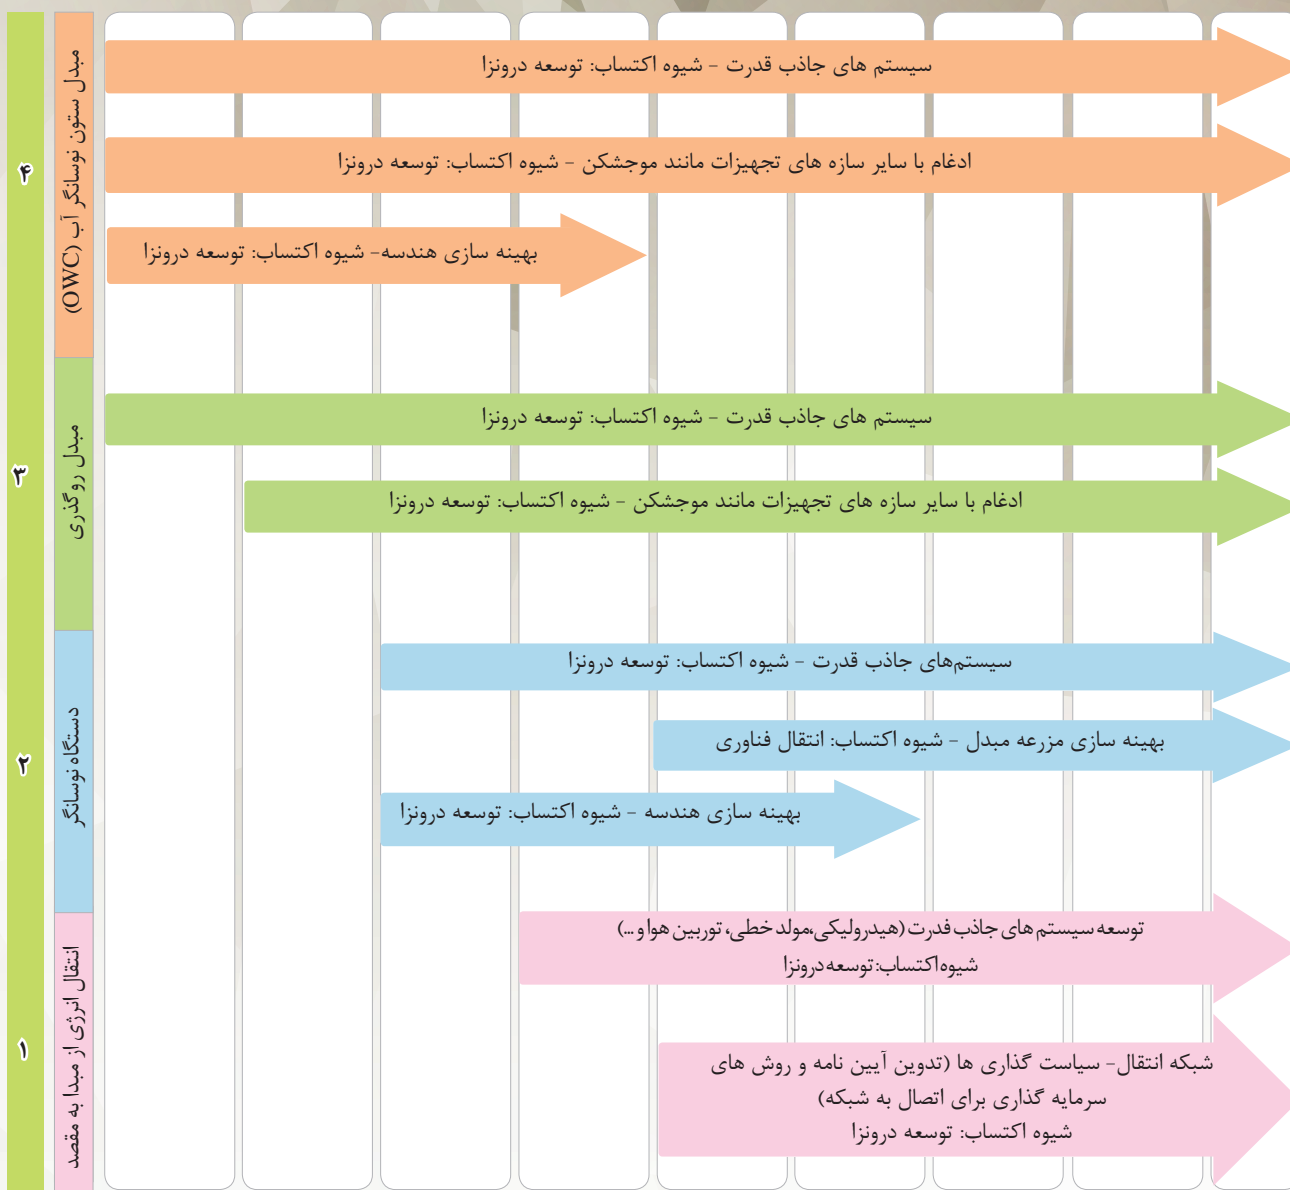 ۴
مبدل ستون نوسانگر آب (OWC)
سیستم های جاذب قدرت - شیوه اکتساب: توسعه درونزا
ادغام با سایر سازه های تجهیزات مانند موجشکن - شیوه اکتساب: توسعه درونزا
بهینه سازی هندسه- شیوه اکتساب: توسعه درونزا
۳
مبدل روگذری
سیستم های جاذب قدرت - شیوه اکتساب: توسعه درونزا
ادغام با سایر سازه های تجهیزات مانند موجشکن - شیوه اکتساب: توسعه درونزا
۲
دستگاه نوسانگر
سیستم‌های جاذب قدرت - شیوه اکتساب: توسعه درونزا
بهینه سازی مزرعه مبدل - شیوه اکتساب: انتقال فناوری
بهینه سازی هندسه - شیوه اکتساب: توسعه درونزا
۱
انتقال انرژی از مبدا به مقصد
توسعه سیستم های جاذب قدرت (هیدرولیکی،مولد خطی، توربین هوا و ...)
شیوه اکتساب: توسعه درونزا
شبکه انتقال- سیاست گذاری ها (تدوین آیین نامه و روش های
سرمایه گذاری برای اتصال به شبکه)
شیوه اکتساب: توسعه درونزا